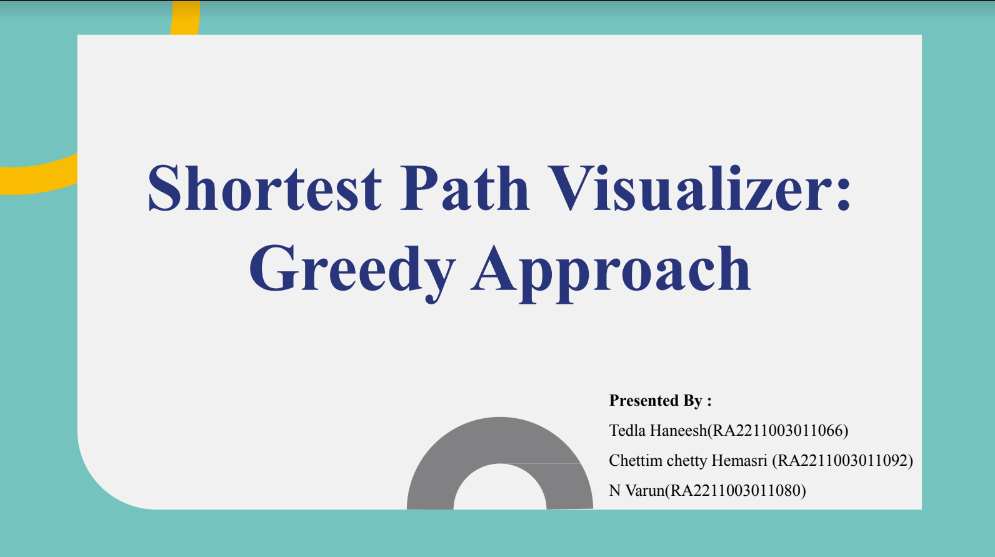 Shortest Path Visualizer:
Greedy Approach
Presented By :
Tedla Haneesh(RA2211003011066)
Chettim chetty Hemasri (RA2211003011092)
N Varun(RA2211003011080)